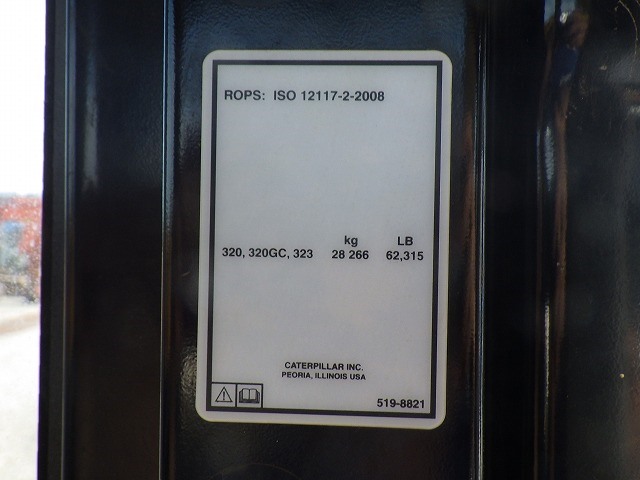 ROPS: ISO 12117-2-2008
kg LB
320, 320GC, 323 28 266 62,315
CATERPILLAR INC.
PEORIA, ILLINOIS USA
519-8821